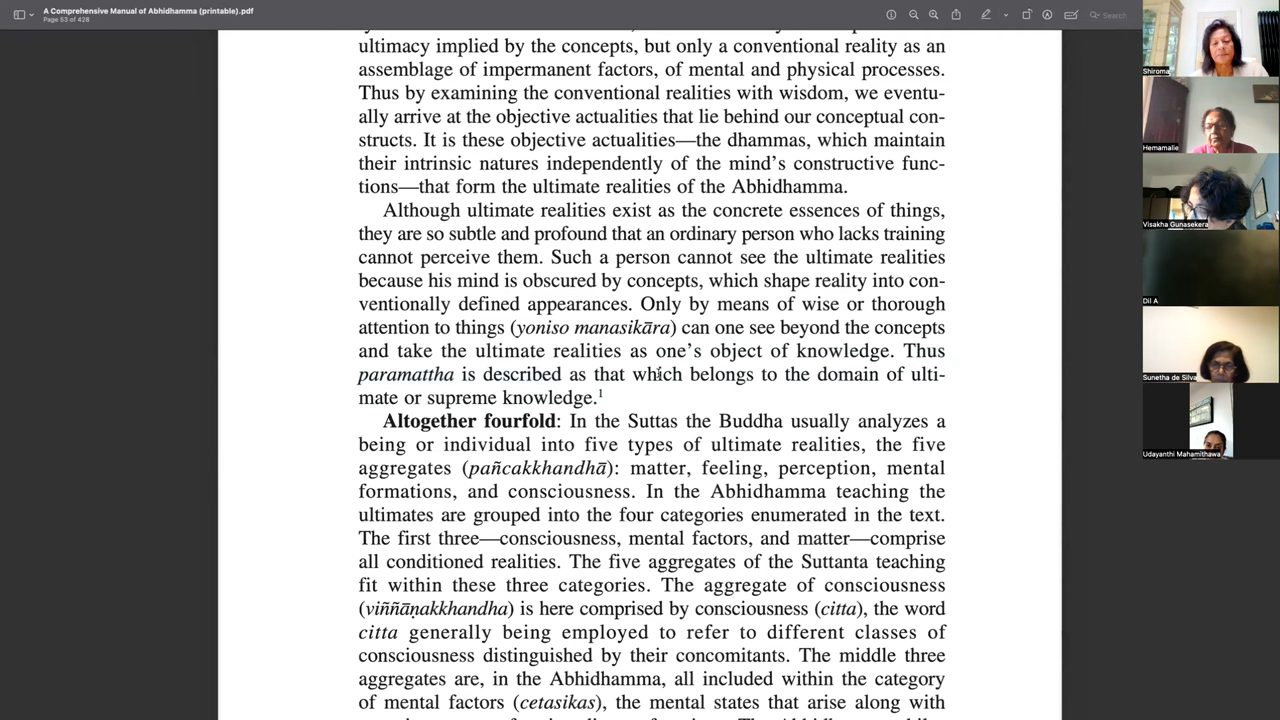 A Comprehensive Manual of Abhidhamma (printable).pdf
Page 53 of 428
Search
ultimacy implied by the concepts, but only a conventional reality as an
assemblage of impermanent factors, of mental and physical processes.
Thus by examining the conventional realities with wisdom, we eventu-
ally arrive at the objective actualities that lie behind our conceptual con-
structs. It is these objective actualities—the dhammas, which maintain
their intrinsic natures independently of the mind's constructive func-
tions—that form the ultimate realities of the Abhidhamma.
Although ultimate realities exist as the concrete essences of things,
they are so subtle and profound that an ordinary person who lacks training
cannot perceive them. Such a person cannot see the ultimate realities
because his mind is obscured by concepts, which shape reality into con-
ventionally defined appearances. Only by means of wise or thorough
attention to things (yoniso manasikāra) can one see beyond the concepts
and take the ultimate realities as one's object of knowledge. Thus
paramattha is described as that which belongs to the domain of ulti-
mate or supreme knowledge.1
Altogether fourfold: In the Suttas the Buddha usually analyzes a
being or individual into five types of ultimate realities, the five
aggregates (pañcakkhandhā): matter, feeling, perception, mental
formations, and consciousness. In the Abhidhamma teaching the
ultimates are grouped into the four categories enumerated in the text.
The first three—consciousness, mental factors, and matter—comprise
all conditioned realities. The five aggregates of the Suttanta teaching
fit within these three categories. The aggregate of consciousness
(viññāṇakkhandha) is here comprised by consciousness (citta), the word
citta generally being employed to refer to different classes of
consciousness distinguished by their concomitants. The middle three
aggregates are, in the Abhidhamma, all included within the category
of mental factors (cetasikas), the mental states that arise along with
Shiroma
Hemamalie
Visakha Gunasekera
Dil A
Sunetha de Silva
Udayanthi Mahamithawa